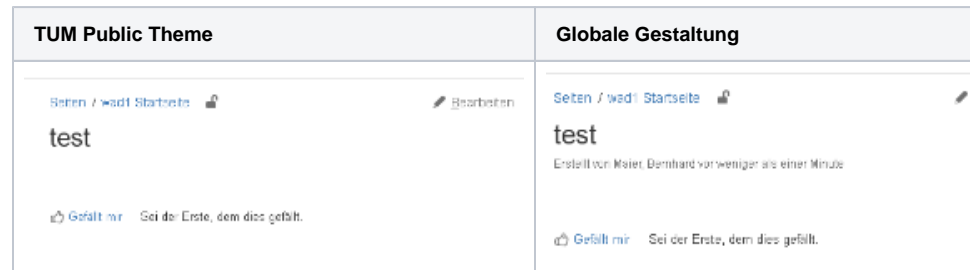 TUM Public Theme
Globale Gestaltung
Seiten / wad1 Startseite
Bearbeiten
test
Gefällt mir Sei der Erste, dem dies gefällt.
Seiten / wad1 Startseite
test
Erstellt von Maier, Bernhard vor weniger als einer Minute
Gefällt mir Sei der Erste, dem dies gefällt.